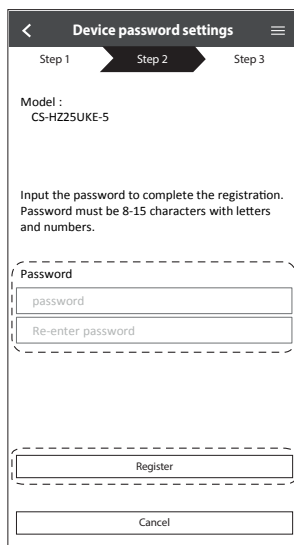 Device password settings
Step 1 Step 2 Step 3
Model :
CS-HZ25UKE-5
Input the password to complete the registration.
Password must be 8-15 characters with letters
and numbers.
Password
password
Re-enter password
Register
Cancel